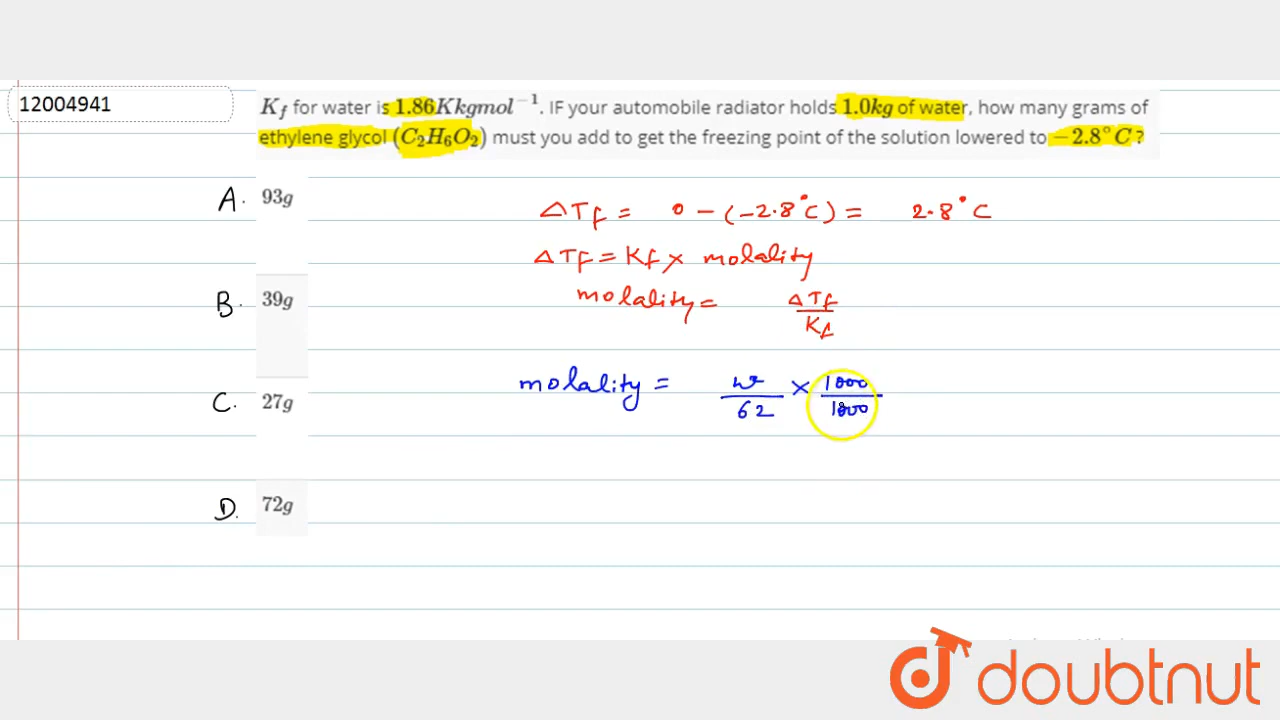 12004941
K_f for water is 1.86Kkgmol⁻¹. IF your automobile radiator holds 1.0kg of water, how many grams of
ethylene glycol (C₂H₆O₂) must you add to get the freezing point of the solution lowered to −2.8°C ?
A. 93g
ΔTf = 0 − (−2.8°C) = 2.8°C
ΔTf = Kf × molality
B. 39g
molality = ΔTf / Kf
molality = w/62 × 1000/1000
C. 27g
D. 72g
doubtnut